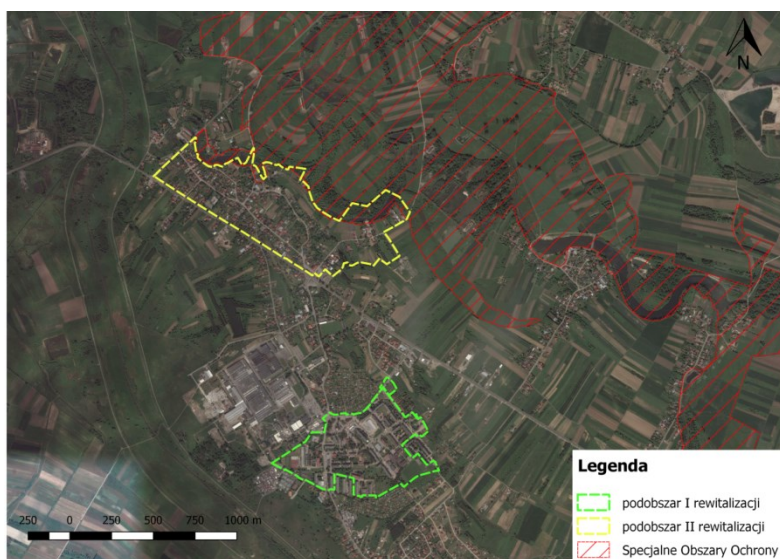 N
Legenda
podobszar I rewitalizacji
podobszar II rewitalizacji
Specjalne Obszary Ochrony
250 0 250 500 750 1000 m